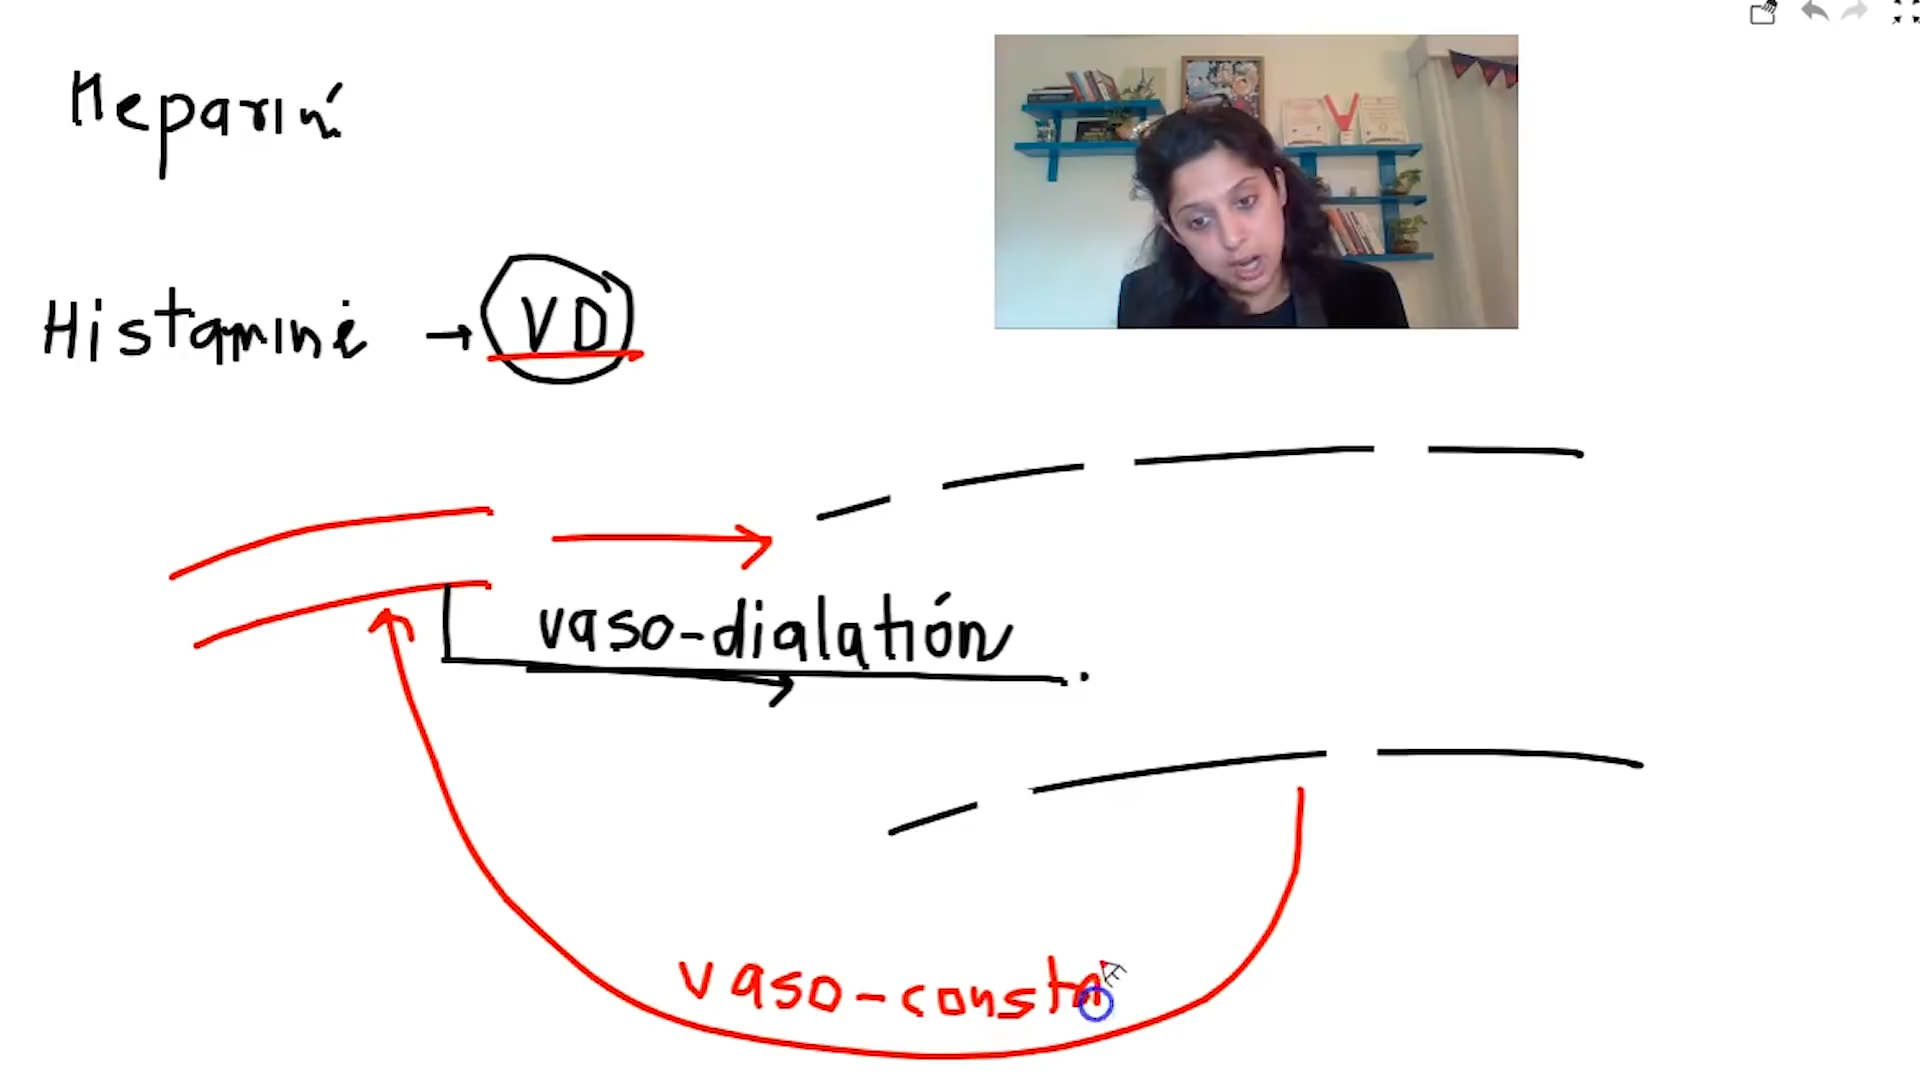 Heparin
Histamine → VD
vaso-dialation
vaso-constr